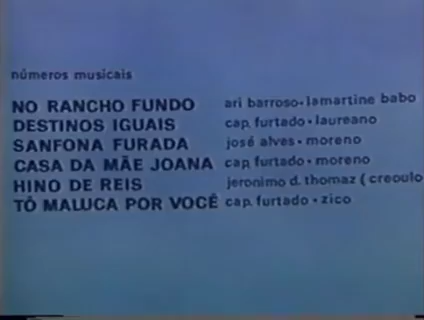 números musicais
NO RANCHO FUNDO ari barroso・lamartine babo
DESTINOS IGUAIS cap. furtado・laureano
SANFONA FURADA josé alves・moreno
CASA DA MÃE JOANA cap. furtado・moreno
HINO DE REIS jeronimo d. thomaz (creoulo
TÔ MALUCA POR VOCÊ cap. furtado・zico